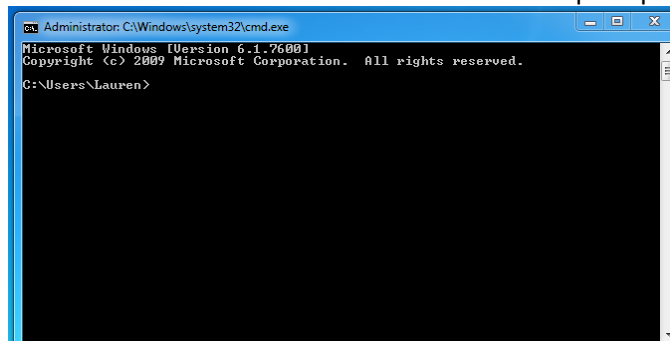 Administrator: C:\Windows\system32\cmd.exe
Microsoft Windows [Version 6.1.7600]
Copyright (c) 2009 Microsoft Corporation.  All rights reserved.
C:\Users\Lauren>